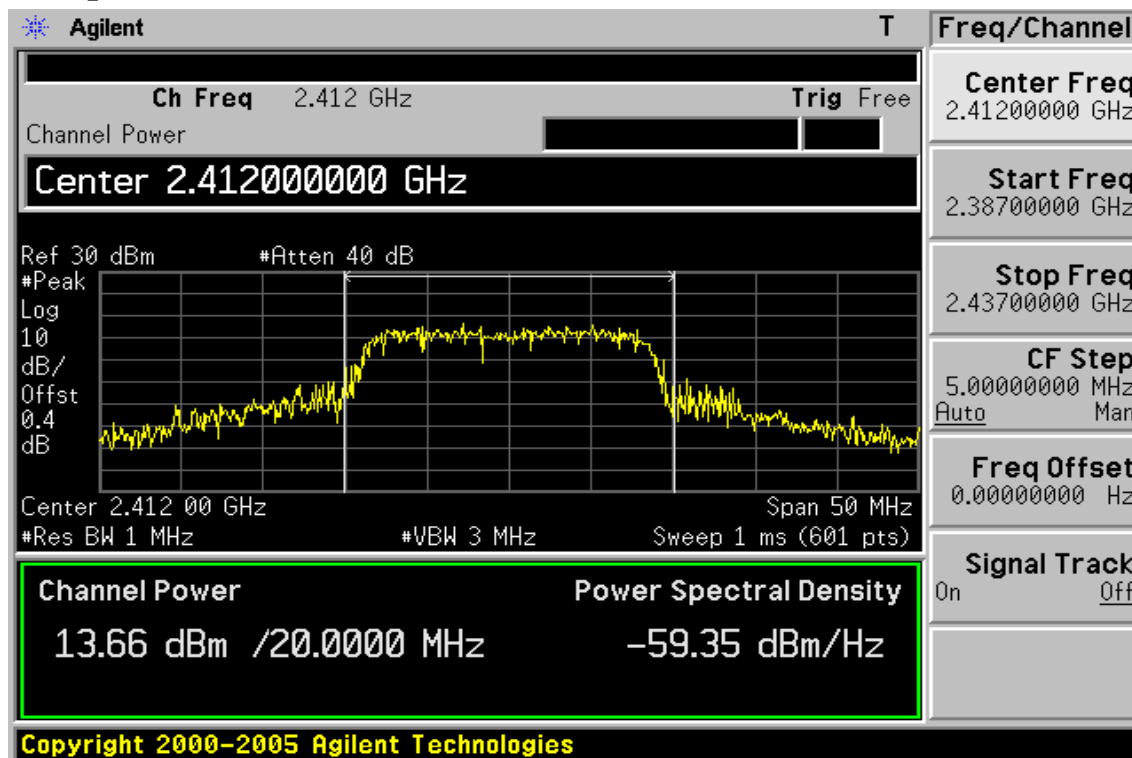 Agilent T
Freq/Channel
Ch Freq 2.412 GHz Trig Free
Channel Power
Center 2.412000000 GHz
Ref 30 dBm #Atten 40 dB
#Peak
Log
10
dB/
Offst
0.4
dB
Center 2.412 00 GHz Span 50 MHz
#Res BW 1 MHz #VBW 3 MHz Sweep 1 ms (601 pts)
Channel Power Power Spectral Density
13.66 dBm /20.0000 MHz -59.35 dBm/Hz
Center Freq
2.41200000 GHz
Start Freq
2.38700000 GHz
Stop Freq
2.43700000 GHz
CF Step
5.00000000 MHz
Auto Man
Freq Offset
0.00000000 Hz
Signal Track
On Off
Copyright 2000-2005 Agilent Technologies